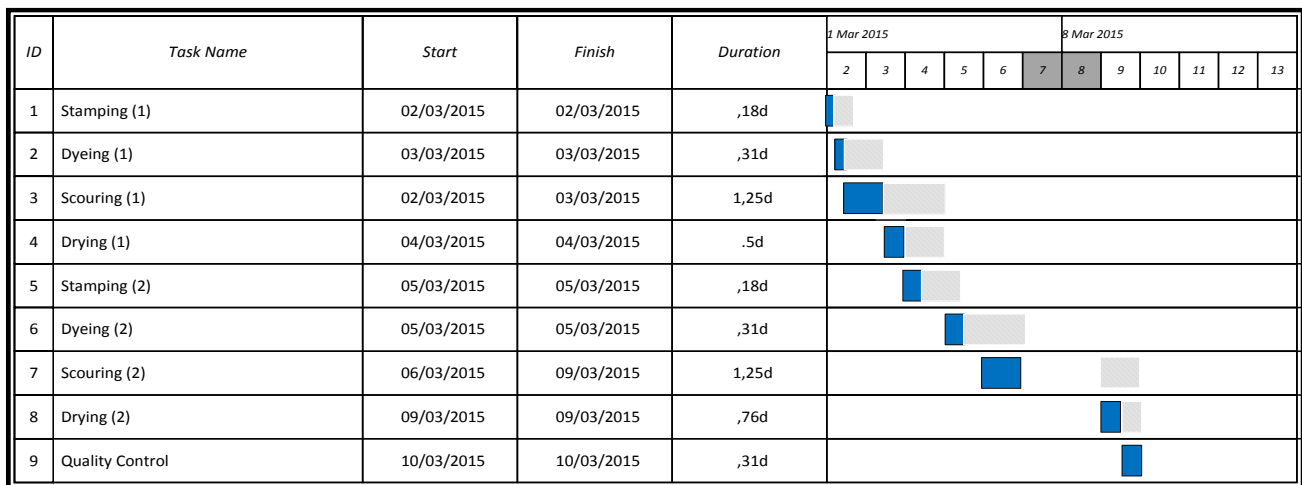 ID Task Name Start Finish Duration 1 Mar 2015 8 Mar 2015
2 3 4 5 6 7 8 9 10 11 12 13
1 Stamping (1) 02/03/2015 02/03/2015 ,18d
2 Dyeing (1) 03/03/2015 03/03/2015 ,31d
3 Scouring (1) 02/03/2015 03/03/2015 1,25d
4 Drying (1) 04/03/2015 04/03/2015 .5d
5 Stamping (2) 05/03/2015 05/03/2015 ,18d
6 Dyeing (2) 05/03/2015 05/03/2015 ,31d
7 Scouring (2) 06/03/2015 09/03/2015 1,25d
8 Drying (2) 09/03/2015 09/03/2015 ,76d
9 Quality Control 10/03/2015 10/03/2015 ,31d